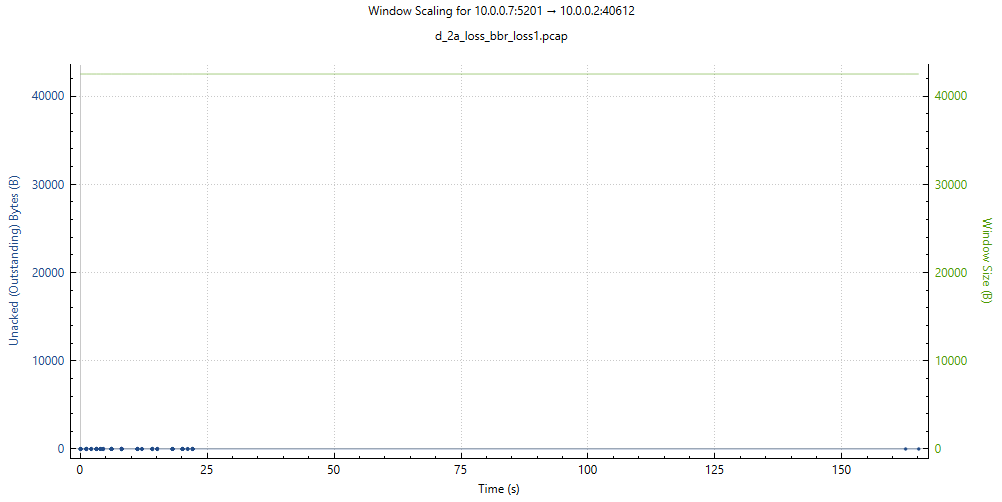 Window Scaling for 10.0.0.7:5201 → 10.0.0.2:40612
d_2a_loss_bbr_loss1.pcap
Unacked (Outstanding) Bytes (B)
40000
30000
20000
10000
0
40000
30000
20000
10000
0
Window Size (B)
0 25 50 75 100 125 150
Time (s)